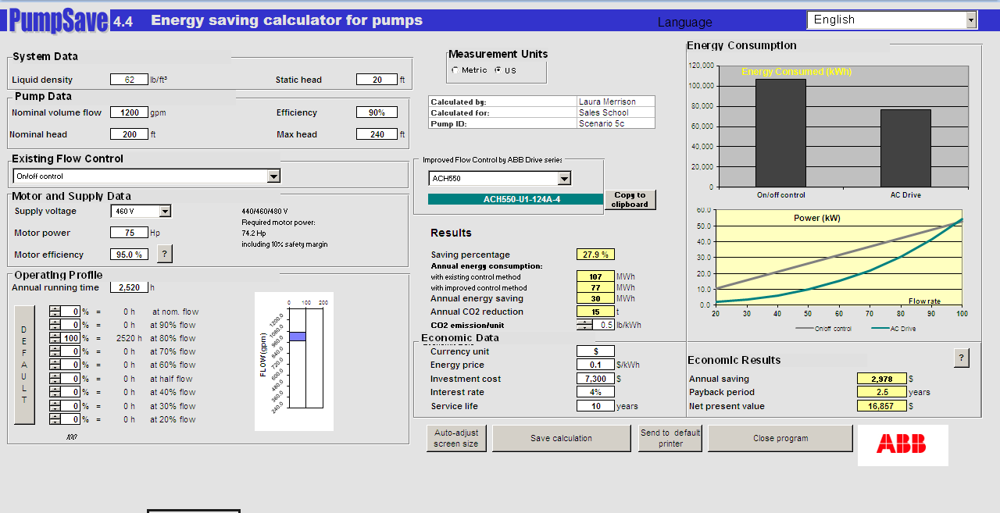 PumpSave 4.4 Energy saving calculator for pumps
Language English
System Data
Liquid density 62 lb/ft³ Static head 20 ft
Pump Data
Nominal volume flow 1200 gpm Efficiency 90%
Nominal head 200 ft Max head 240 ft
Existing Flow Control
On/off control
Motor and Supply Data
Supply voltage 460 V 440/460/480 V
Required motor power:
Motor power 75 Hp 74.2 Hp
including 10% safety margin
Motor efficiency 95.0 % ?
Operating Profile
Annual running time 2,520 h
DEFAULT
0 % = 0 h at nom. flow
0 % = 0 h at 90% flow
100 % = 2520 h at 80% flow
0 % = 0 h at 70% flow
0 % = 0 h at 60% flow
0 % = 0 h at half flow
0 % = 0 h at 40% flow
0 % = 0 h at 30% flow
0 % = 0 h at 20% flow
100
0 100 200
FLOW (gpm)
1200.0
1080.0
960.0
840.0
720.0
600.0
480.0
360.0
240.0
Measurement Units
Metric US
Calculated by: Laura Merrison
Calculated for: Sales School
Pump ID: Scenario 5c
Improved Flow Control by ABB Drive series
ACH550
ACH550-U1-124A-4
Copy to
clipboard
Results
Saving percentage 27.9 %
Annual energy consumption:
with existing control method 107 MWh
with improved control method 77 MWh
Annual energy saving 30 MWh
Annual CO2 reduction 15 t
CO2 emission/unit 0.5 lb/kWh
Economic Data
Currency unit $
Energy price 0.1 $/kWh
Investment cost 7,300 $
Interest rate 4%
Service life 10 years
Energy Consumption
Energy Consumed (kWh)
120,000
100,000
80,000
60,000
40,000
20,000
0
On/off control AC Drive
Power (kW)
60.0
50.0
40.0
30.0
20.0
10.0
0.0
Flow rate
20 30 40 50 60 70 80 90 100
On/off control AC Drive
Economic Results ?
Annual saving 2,978 $
Payback period 2.5 years
Net present value 16,857 $
Auto-adjust
screen size
Save calculation
Send to default
printer
Close program
ABB